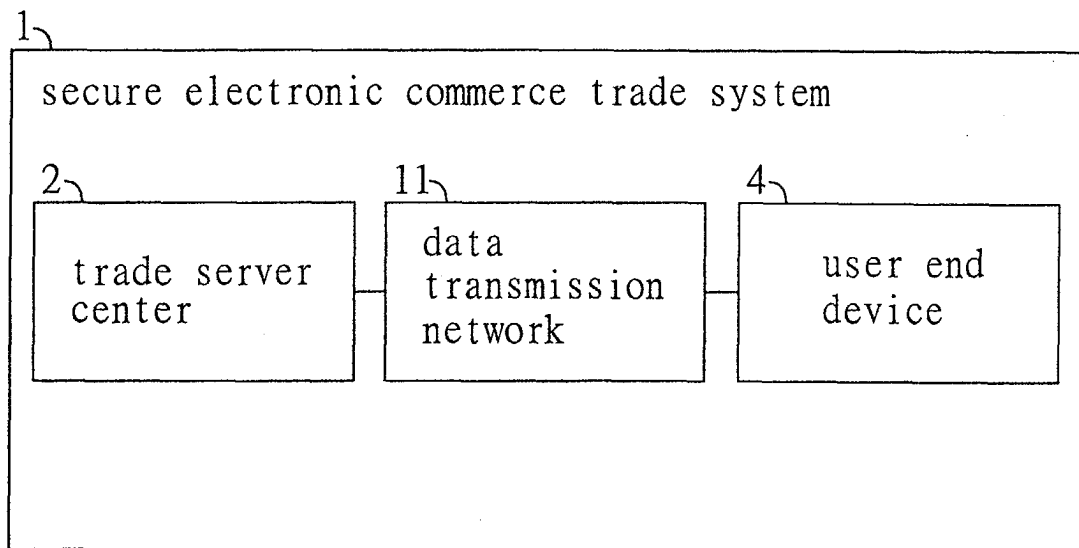 1
secure electronic commerce trade system
2
trade server
center
11
data
transmission
network
4
user end
device